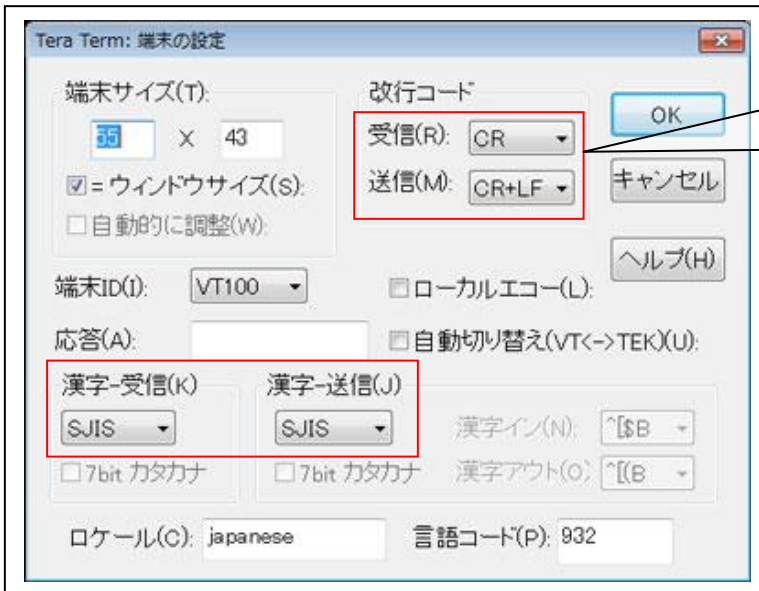 Tera Term: 端末の設定
端末サイズ(T):
55 X 43
=ウィンドウサイズ(S):
自動的に調整(W):
改行コード
受信(R): CR
送信(M): CR+LF
OK
キャンセル
ヘルプ(H)
端末ID(I): VT100
ローカルエコー(L):
応答(A):
自動切り替え(VT<->TEK)(U):
漢字-受信(K)
SJIS
7bit カタカナ
漢字-送信(J)
SJIS
7bit カタカナ
漢字イン(N): ^[$B
漢字アウト(O) ^[(B
ロケール(C): japanese
言語コード(P): 932